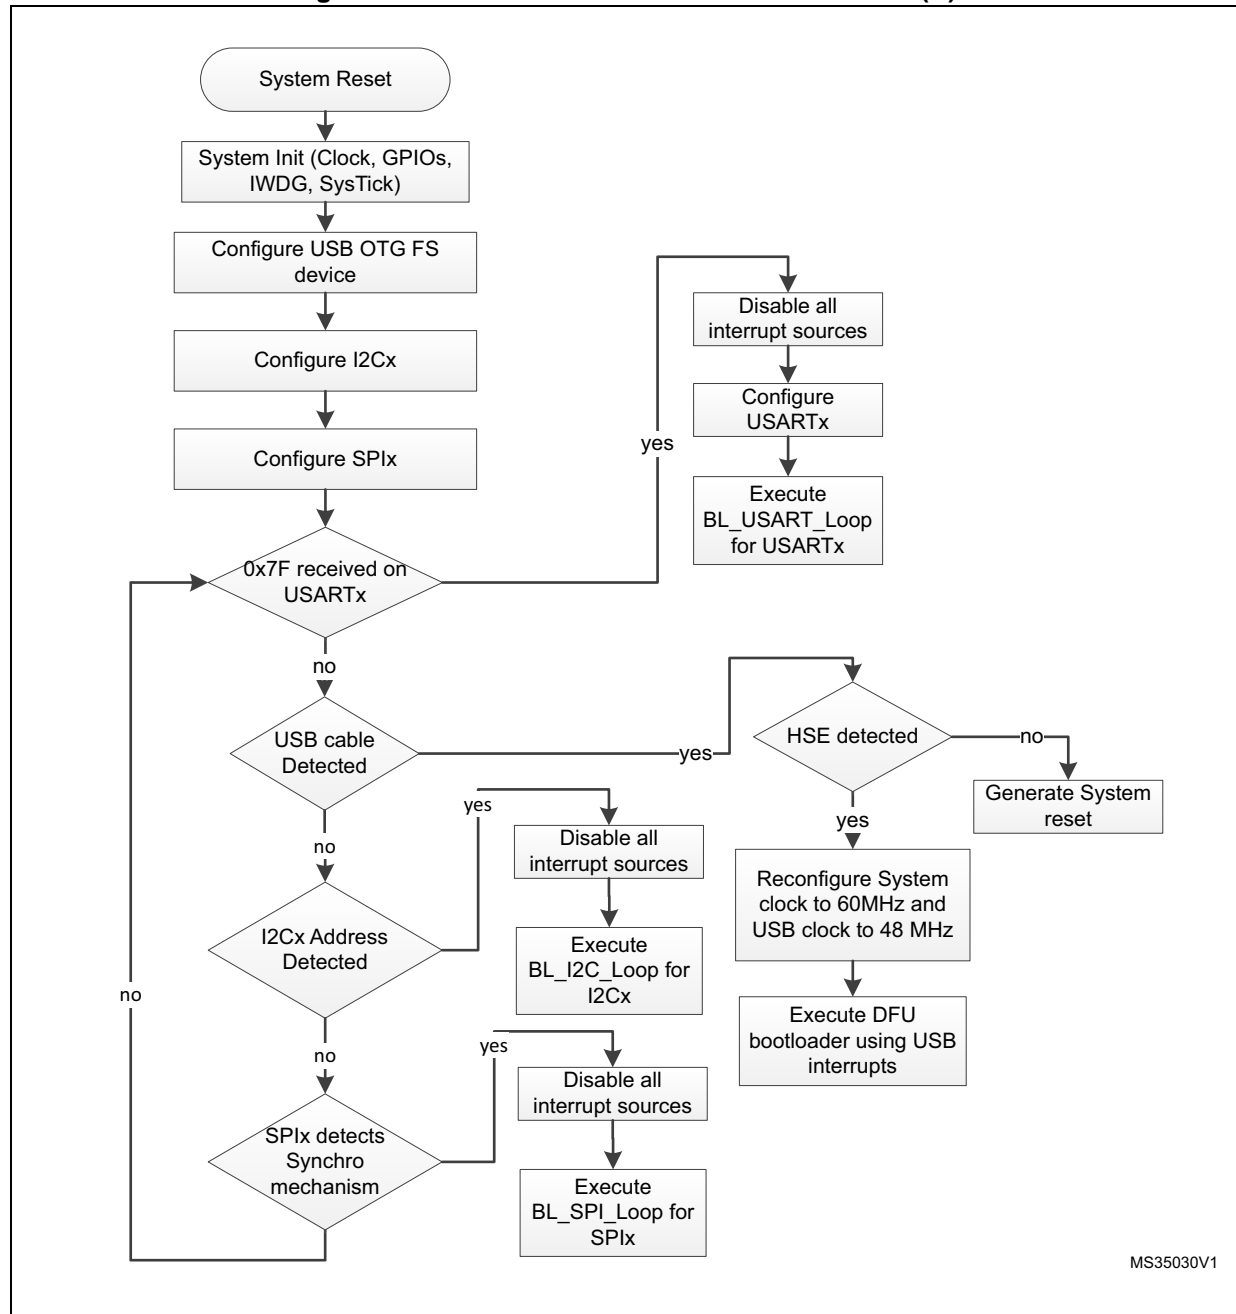 System Reset
System Init (Clock, GPIOs,
IWDG, SysTick)
Configure USB OTG FS
device
Configure I2Cx
Configure SPIx
0x7F received on
USARTx
yes
Disable all
interrupt sources
Configure
USARTx
Execute
BL_USART_Loop
for USARTx
no
USB cable
Detected
yes
HSE detected
no
Generate System
reset
yes
Reconfigure System
clock to 60MHz and
USB clock to 48 MHz
Execute DFU
bootloader using USB
interrupts
no
I2Cx Address
Detected
yes
Disable all
interrupt sources
Execute
BL_I2C_Loop for
I2Cx
no
SPIx detects
Synchro
mechanism
yes
Disable all
interrupt sources
Execute
BL_SPI_Loop for
SPIx
no
MS35030V1